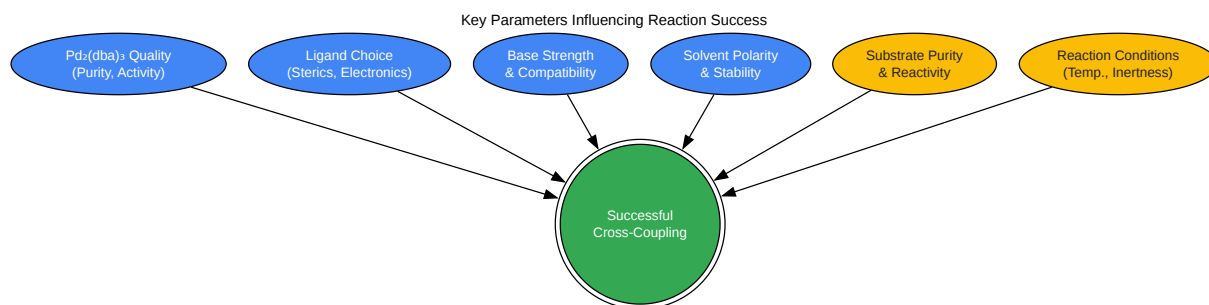 Key Parameters Influencing Reaction Success
Pd₂(dba)₃ Quality
(Purity, Activity)
Ligand Choice
(Sterics, Electronics)
Base Strength
& Compatibility
Solvent Polarity
& Stability
Substrate Purity
& Reactivity
Reaction Conditions
(Temp., Inertness)
Successful
Cross-Coupling